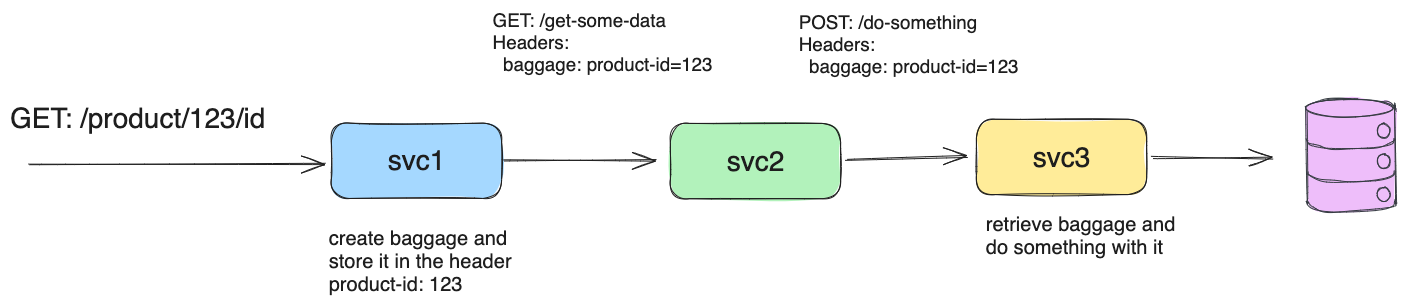 GET: /get-some-data
Headers:
baggage: product-id=123
POST: /do-something
Headers:
baggage: product-id=123
GET: /product/123/id
svc1
svc2
svc3
create baggage and
store it in the header
product-id: 123
retrieve baggage and
do something with it